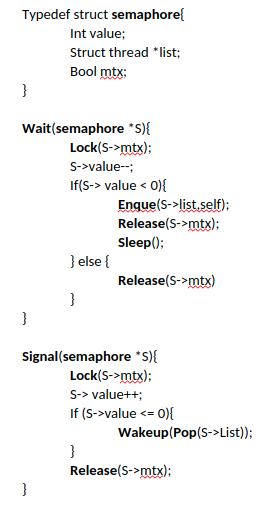 Typedef struct semaphore{
Int value;
Struct thread *list;
Bool mtx;
}
Wait(semaphore *S){
Lock(S->mtx);
S->value--;
If(S-> value < 0){
Enque(S->list,self);
Release(S->mtx);
Sleep();
} else {
Release(S->mtx)
}
}
Signal(semaphore *S){
Lock(S->mtx);
S-> value++;
If (S->value <= 0){
Wakeup(Pop(S->List));
}
Release(S->mtx);
}